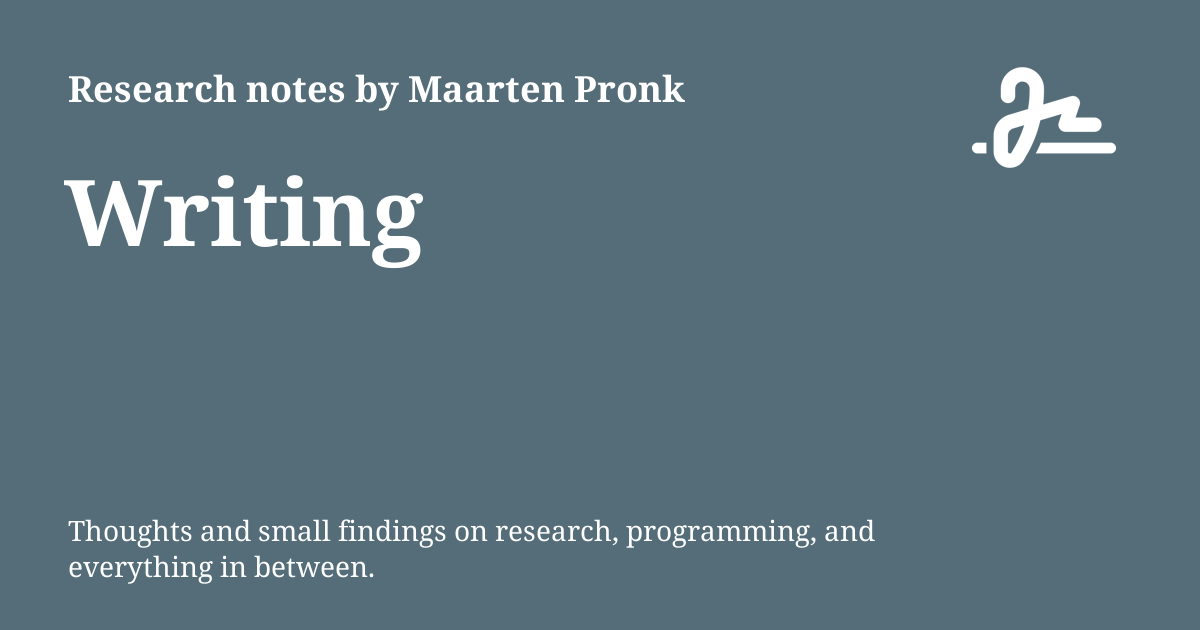 Research notes by Maarten Pronk
Writing
Thoughts and small findings on research, programming, and
everything in between.